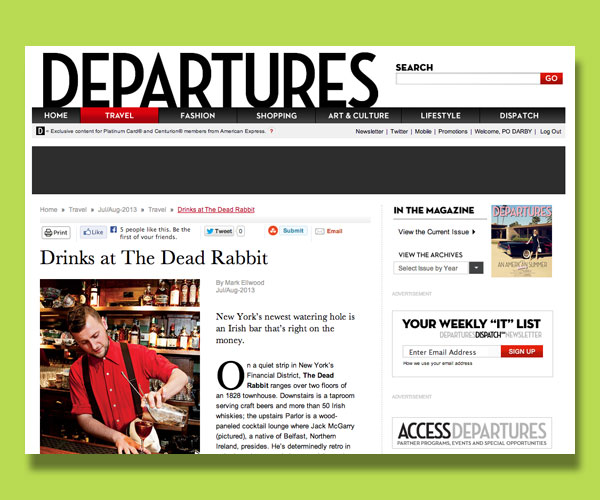 DEPARTURES
SEARCH
GO
HOME TRAVEL FASHION SHOPPING ART & CULTURE LIFESTYLE DISPATCH
D = Exclusive content for Platinum Card® and Centurion® members from American Express. ?
Newsletter | Twitter | Mobile | Promotions | Welcome, PO DARBY | Log Out
Home » Travel » Jul/Aug-2013 » Travel » Drinks at The Dead Rabbit
Print Like 5 people like this. Be the first of your friends. Tweet 0 Submit Email
Drinks at The Dead Rabbit
By Mark Ellwood
Jul/Aug-2013
New York's newest watering hole is
an Irish bar that's right on the
money.
On a quiet strip in New York's
Financial District, The Dead
Rabbit ranges over two floors of
an 1828 townhouse. Downstairs is a taproom
serving craft beers and more than 50 Irish
whiskies; the upstairs Parlor is a wood-
paneled cocktail lounge where Jack McGarry
(pictured), a native of Belfast, Northern
Ireland, presides. He's determinedly retro in
IN THE MAGAZINE
View the Current Issue
VIEW THE ARCHIVES
Select Issue by Year
DEPARTURES
AN AMERICAN SUMMER
ADVERTISEMENT
YOUR WEEKLY "IT" LIST
DEPARTURES DISPATCH NEWSLETTER
Enter Email Address SIGN UP
How we use your email address
ADVERTISEMENT
ACCESS DEPARTURES
PARTNER PROGRAMS, EVENTS AND SPECIAL OPPORTUNITIES